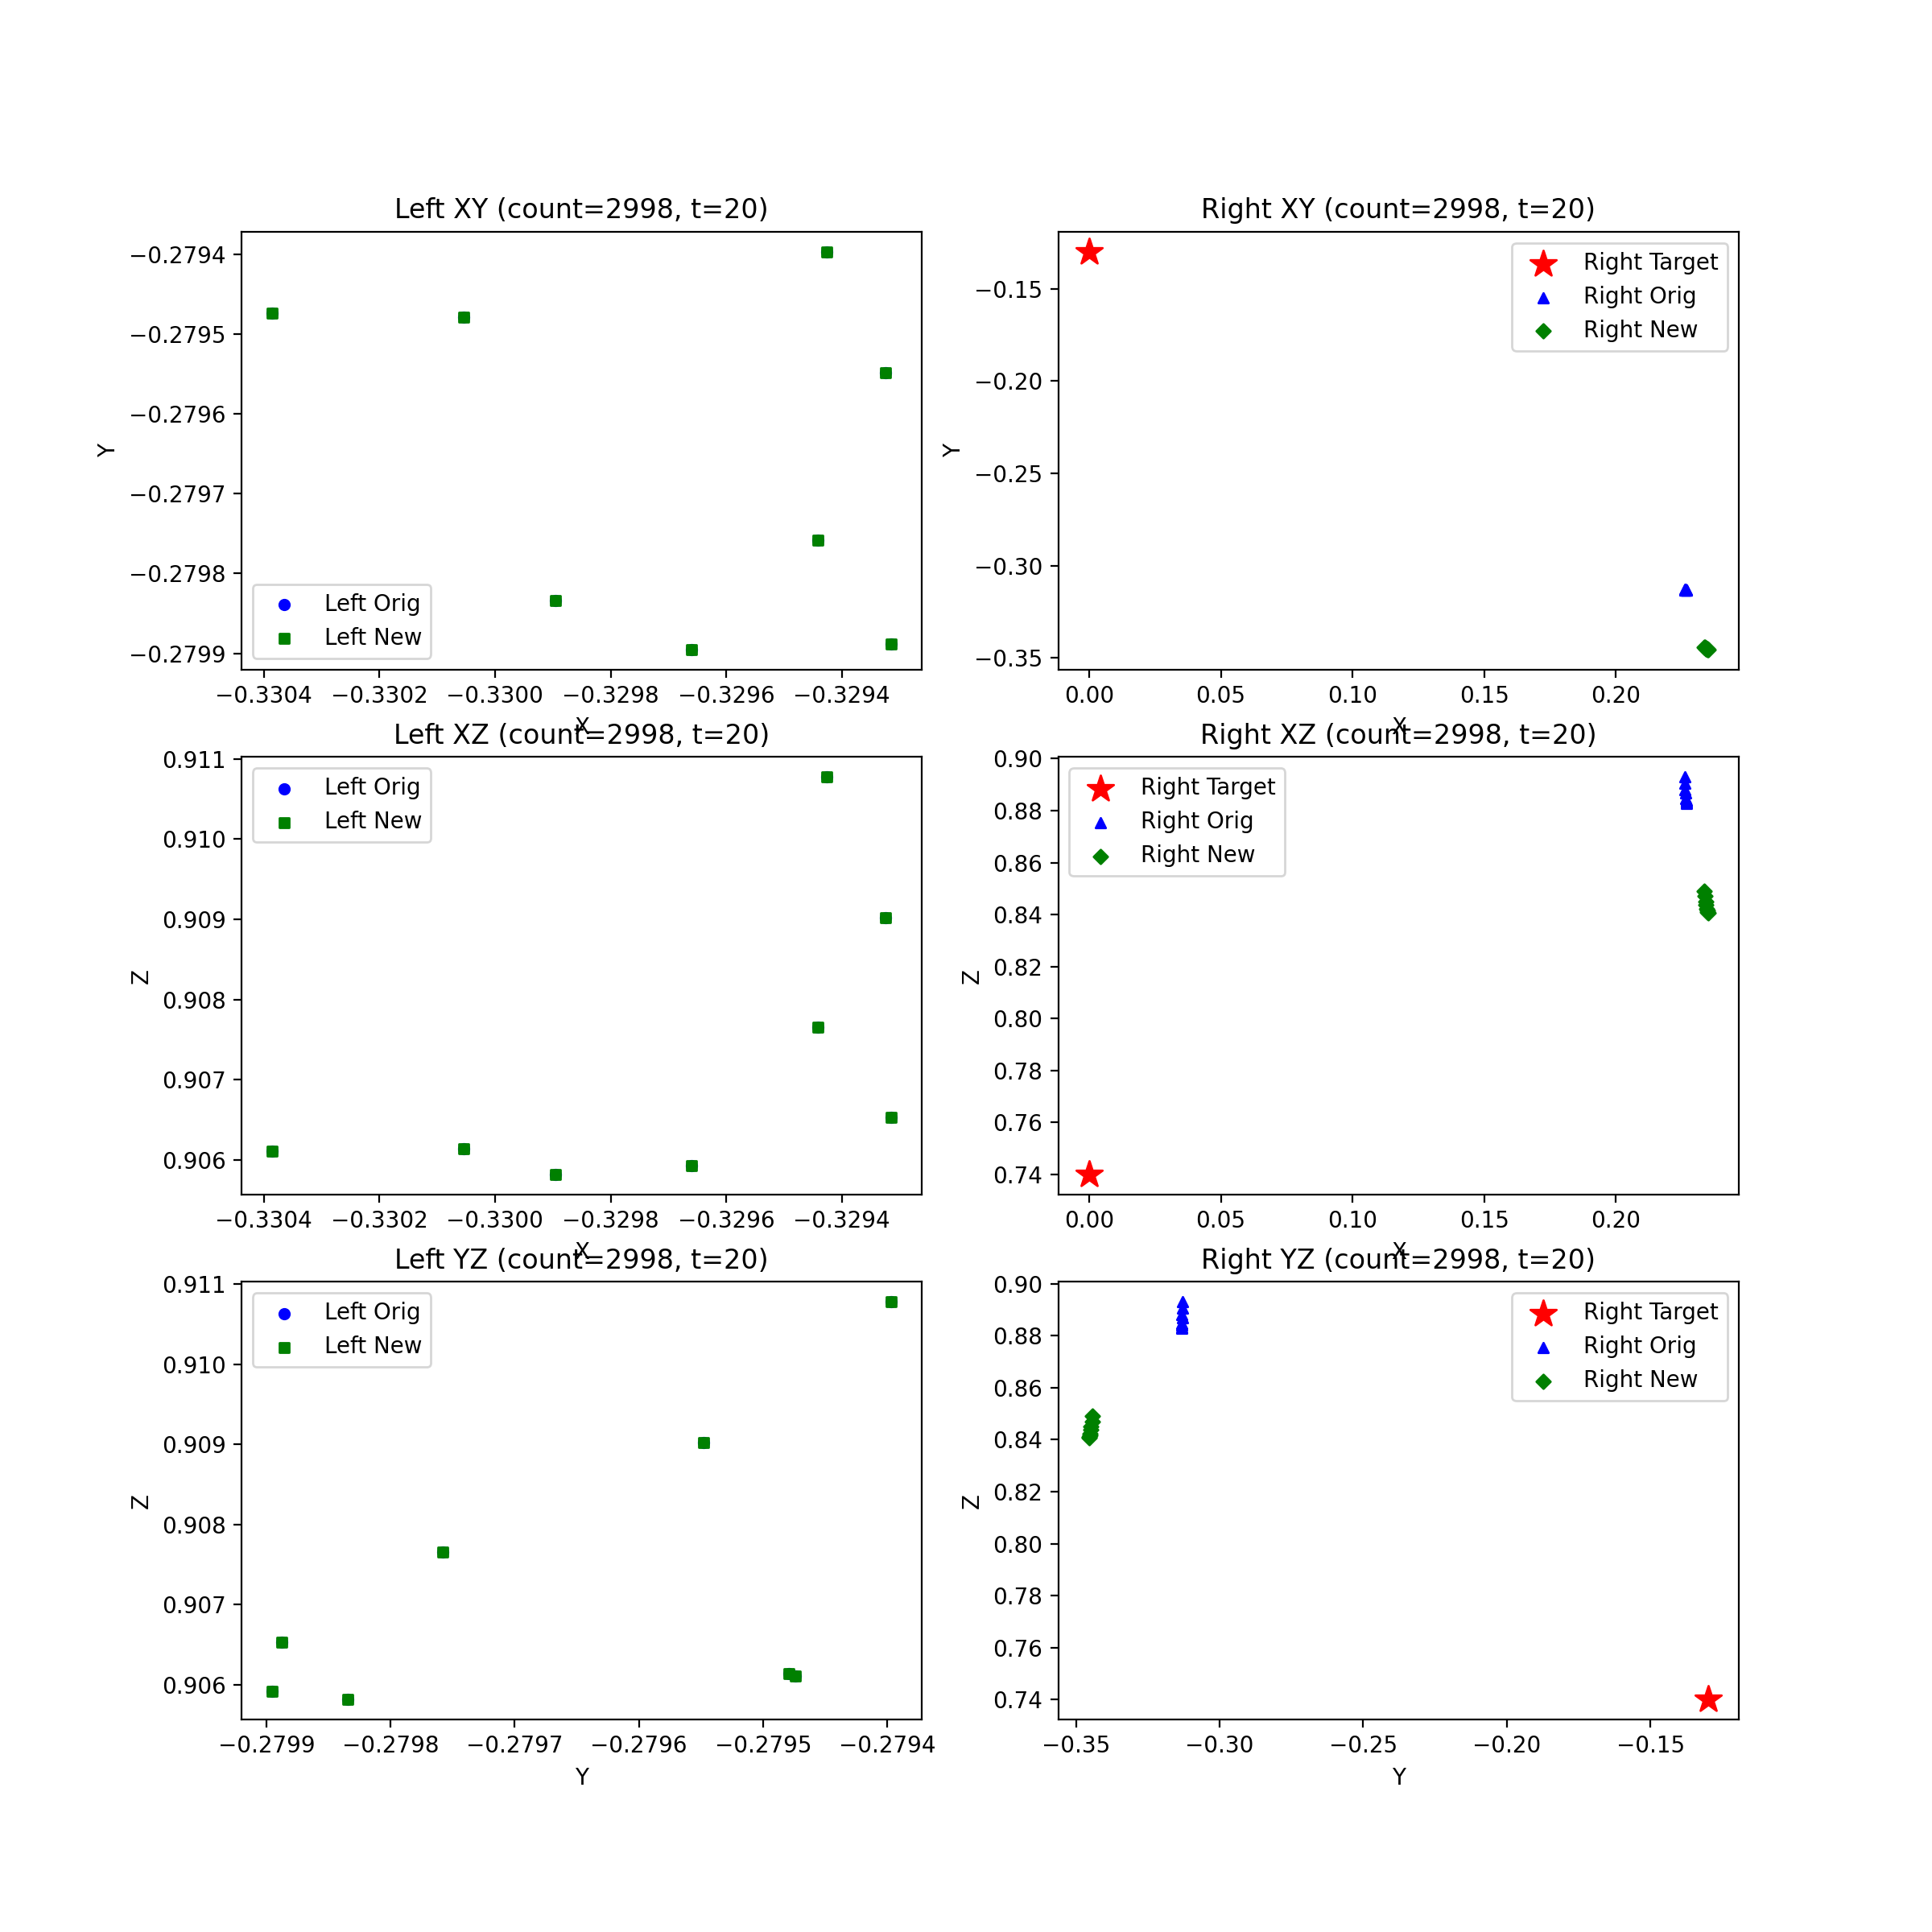 Left XY (count=2998, t=20)
−0.2794
−0.2795
−0.2796
−0.2797
−0.2798
−0.2799
Y
Left Orig
Left New
−0.3304 −0.3302 −0.3300 −0.3298 −0.3296 −0.3294
X
Right XY (count=2998, t=20)
−0.15
−0.20
−0.25
−0.30
−0.35
Y
Right Target
Right Orig
Right New
0.00 0.05 0.10 0.15 0.20
X
Left XZ (count=2998, t=20)
0.911
0.910
0.909
0.908
0.907
0.906
Z
Left Orig
Left New
−0.3304 −0.3302 −0.3300 −0.3298 −0.3296 −0.3294
X
Right XZ (count=2998, t=20)
0.90
0.88
0.86
0.84
0.82
0.80
0.78
0.76
0.74
Z
Right Target
Right Orig
Right New
0.00 0.05 0.10 0.15 0.20
X
Left YZ (count=2998, t=20)
0.911
0.910
0.909
0.908
0.907
0.906
Z
Left Orig
Left New
−0.2799 −0.2798 −0.2797 −0.2796 −0.2795 −0.2794
Y
Right YZ (count=2998, t=20)
0.90
0.88
0.86
0.84
0.82
0.80
0.78
0.76
0.74
Z
Right Target
Right Orig
Right New
−0.35 −0.30 −0.25 −0.20 −0.15
Y